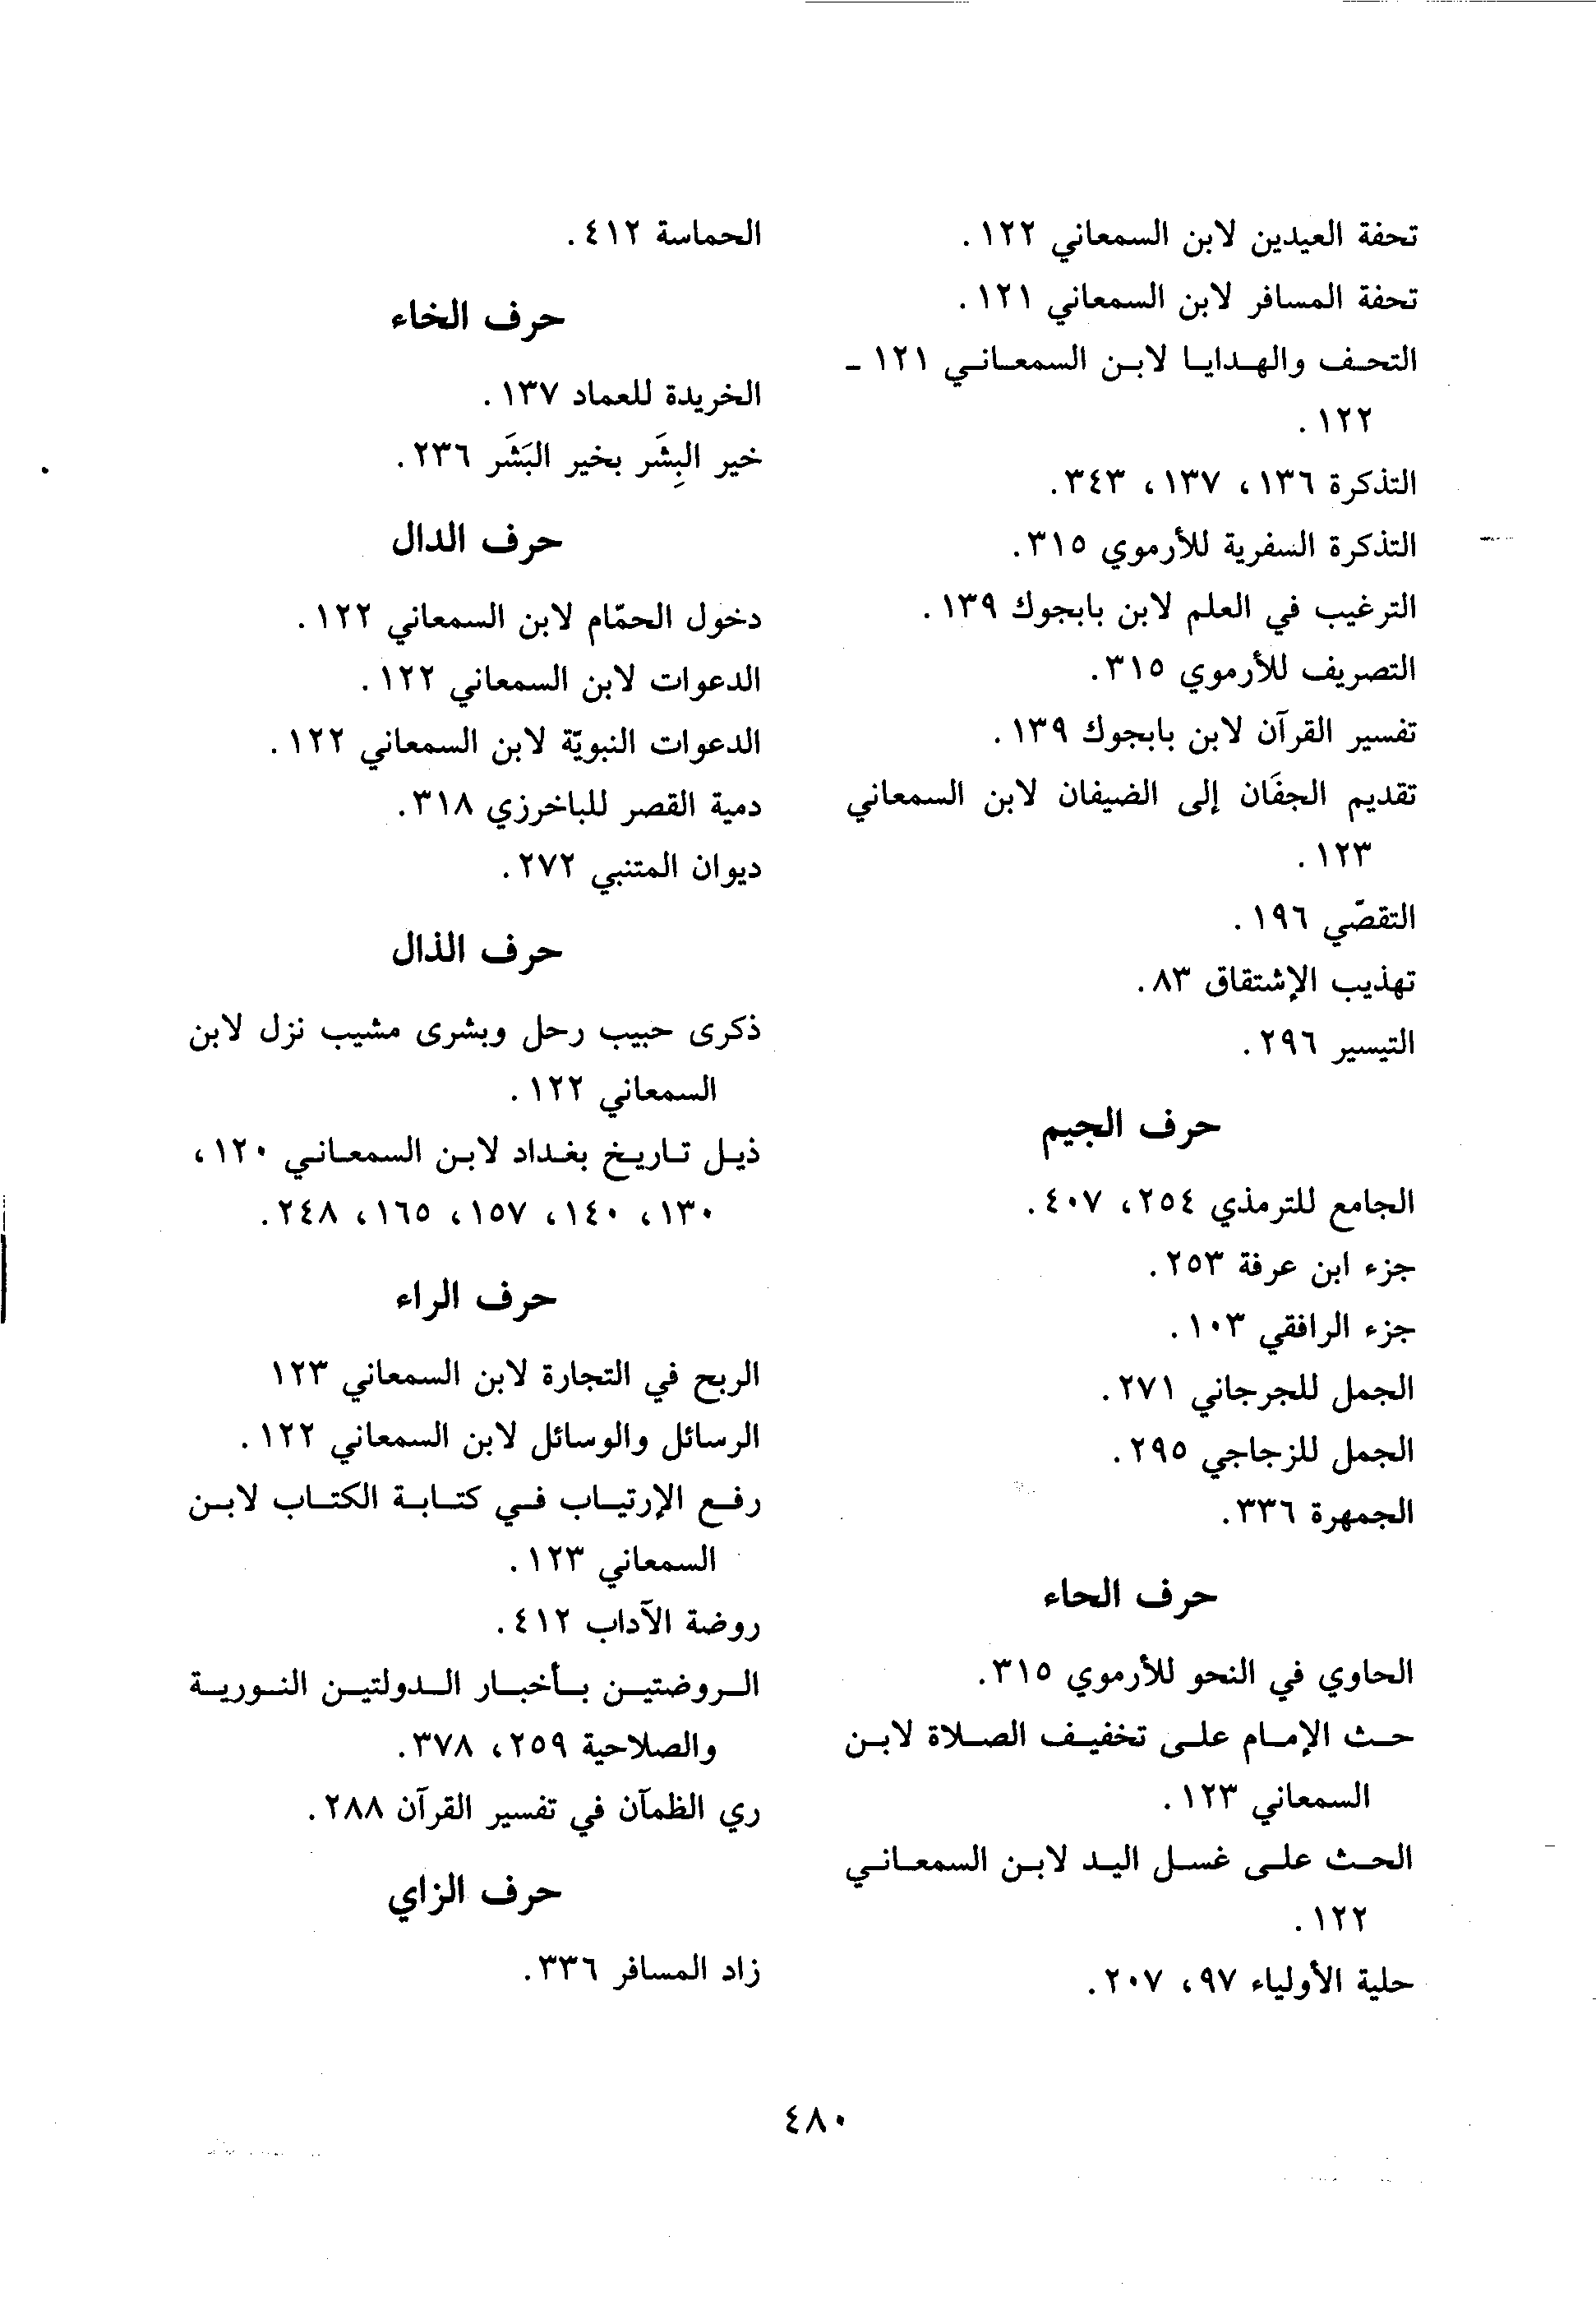 تحفة العيدين لابن السمعاني ١٢٢.
تحفة المسافر لابن السمعاني ١٢١.
التحف والهدايا لابن السمعاني ١٢١ -
١٢٢.
التذكرة ١٣٦، ١٣٧، ٣٤٣.
التذكرة السفرية للأرموي ٣١٥.
الترغيب في العلم لابن بابجوك ١٣٩.
التصريف للأرموي ٣١٥.
تفسير القرآن لابن بابجوك ١٣٩.
تقديم الجفَان إلى الضيفان لابن السمعاني
١٢٣.
التقصّي ١٩٦.
تهذيب الإشتقاق ٨٣.
التيسير ٢٩٦.
حرف الجيم
الجامع للترمذي ٢٥٤، ٤٠٧.
جزء ابن عرفة ٢٥٣.
جزء الرافقي ١٠٣.
الجمل للجرجاني ٢٧١.
الجمل للزجاجي ٢٩٥.
الجمهرة ٣٣٦.
حرف الحاء
الحاوي في النحو للأرموي ٣١٥.
حث الإمام على تخفيف الصلاة لابن
السمعاني ١٢٣.
الحث على غسل اليد لابن السمعاني
١٢٢.
حلية الأولياء ٩٧، ٢٠٧.
الحماسة ٤١٢.
حرف الخاء
الخريدة للعماد ١٣٧.
خير البِشَر بخير البَشَر ٢٣٦.
حرف الدال
دخول الحمّام لابن السمعاني ١٢٢.
الدعوات لابن السمعاني ١٢٢.
الدعوات النبويّة لابن السمعاني ١٢٢.
دمية القصر للباخرزي ٣١٨.
ديوان المتنبي ٢٧٢.
حرف الذال
ذكرى حبيب رحل وبشرى مشيب نزل لابن
السمعاني ١٢٢.
ذيل تاريخ بغداد لابن السمعاني ١٢٠،
١٣٠، ١٤٠، ١٥٧، ١٦٥، ٢٤٨.
حرف الراء
الربح في التجارة لابن السمعاني ١٢٣
الرسائل والوسائل لابن السمعاني ١٢٢.
رفع الإرتياب في كتابة الكتاب لابن
السمعاني ١٢٣.
روضة الآداب ٤١٢.
الروضتين بأخبار الدولتين النورية
والصلاحية ٢٥٩، ٣٧٨.
ري الظمآن في تفسير القرآن ٢٨٨.
حرف الزاي
زاد المسافر ٣٣٦.
٤٨٠